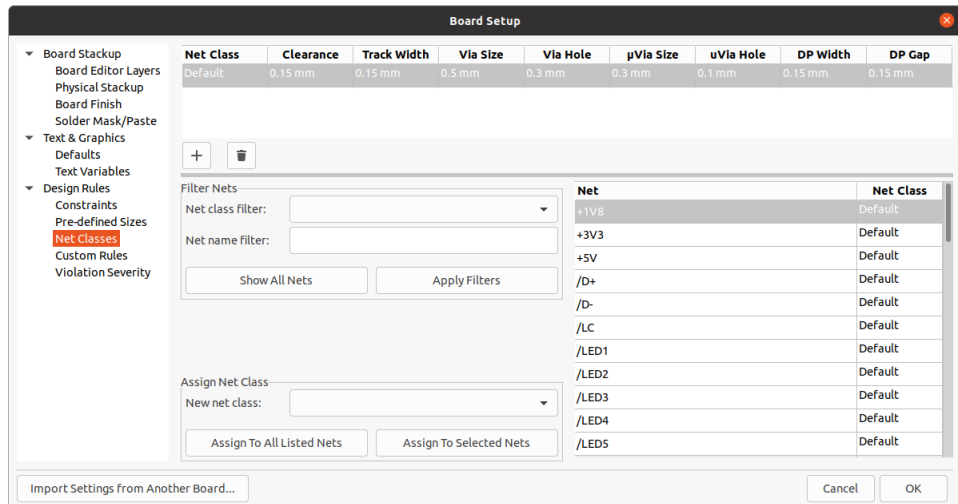 Board Setup
Board Stackup
Board Editor Layers
Physical Stackup
Board Finish
Solder Mask/Paste
Text & Graphics
Defaults
Text Variables
Design Rules
Constraints
Pre-defined Sizes
Net Classes
Custom Rules
Violation Severity
Net Class Clearance Track Width Via Size Via Hole µVia Size uVia Hole DP Width DP Gap
Default 0.15 mm 0.15 mm 0.5 mm 0.3 mm 0.3 mm 0.1 mm 0.15 mm 0.15 mm
Filter Nets
Net class filter:
Net name filter:
Show All Nets Apply Filters
Assign Net Class
New net class:
Assign To All Listed Nets Assign To Selected Nets
Net Net Class
+1V8 Default
+3V3 Default
+5V Default
/D+ Default
/D- Default
/LC Default
/LED1 Default
/LED2 Default
/LED3 Default
/LED4 Default
/LED5 Default
Import Settings from Another Board... Cancel OK